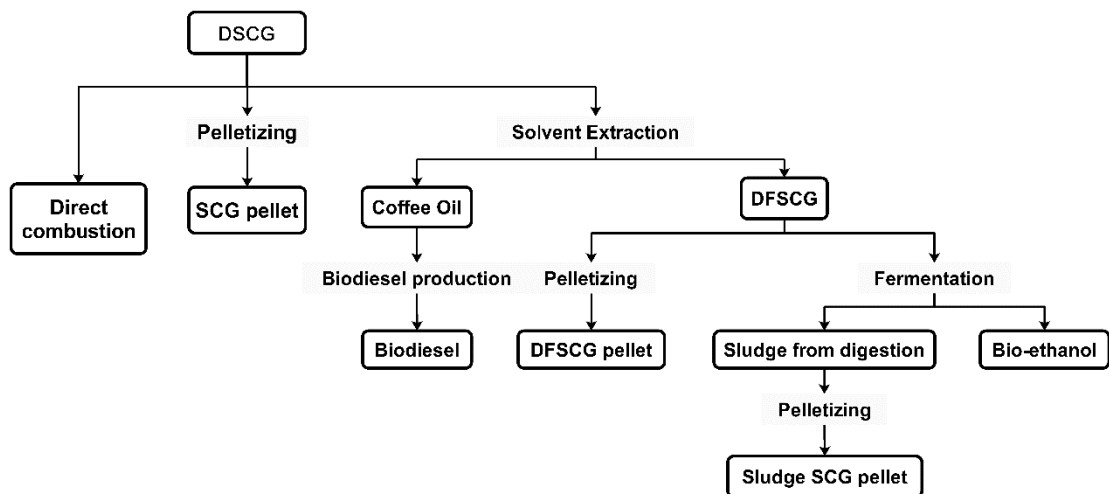 DSCG
Pelletizing
Solvent Extraction
Direct
combustion
SCG pellet
Coffee Oil
DFSCG
Biodiesel production
Pelletizing
Fermentation
Biodiesel
DFSCG pellet
Sludge from digestion
Bio-ethanol
Pelletizing
Sludge SCG pellet